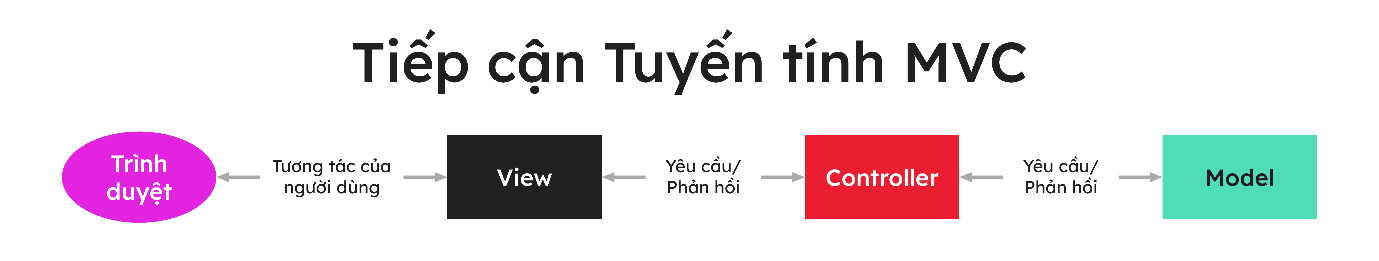 Tiếp cận Tuyến tính MVC
Trình
duyệt
Tương tác của
người dùng
View
Yêu cầu/
Phản hồi
Controller
Yêu cầu/
Phản hồi
Model